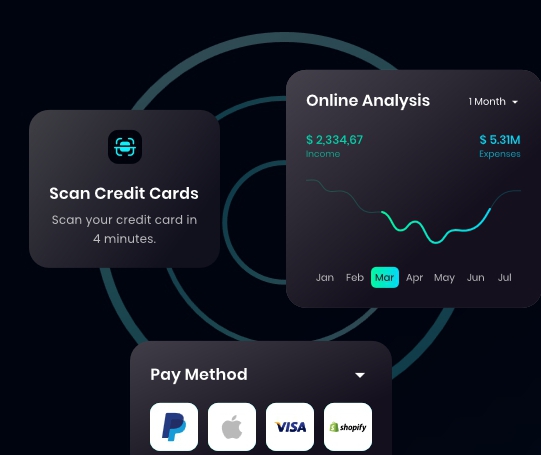 Online Analysis
1 Month
$ 2,334,67
$ 5.31M
Income
Expenses
Jan Feb Mar Apr May Jun Jul
Scan Credit Cards
Scan your credit card in
4 minutes.
Pay Method
VISA
shopify